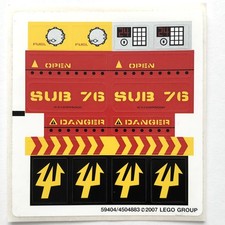 FUEL FUEL
OPEN OPEN
SUB 76 SUB 76
DANGER DANGER
59404/4504883 ©2007 LEGO GROUP